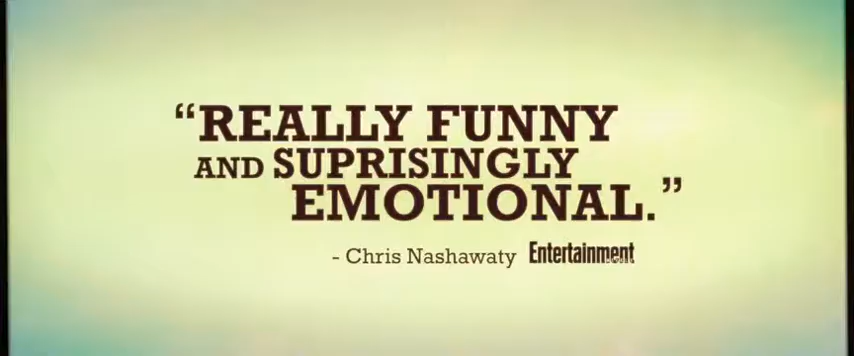 “REALLY FUNNY
AND SUPRISINGLY
EMOTIONAL.”
- Chris Nashawaty Entertainment